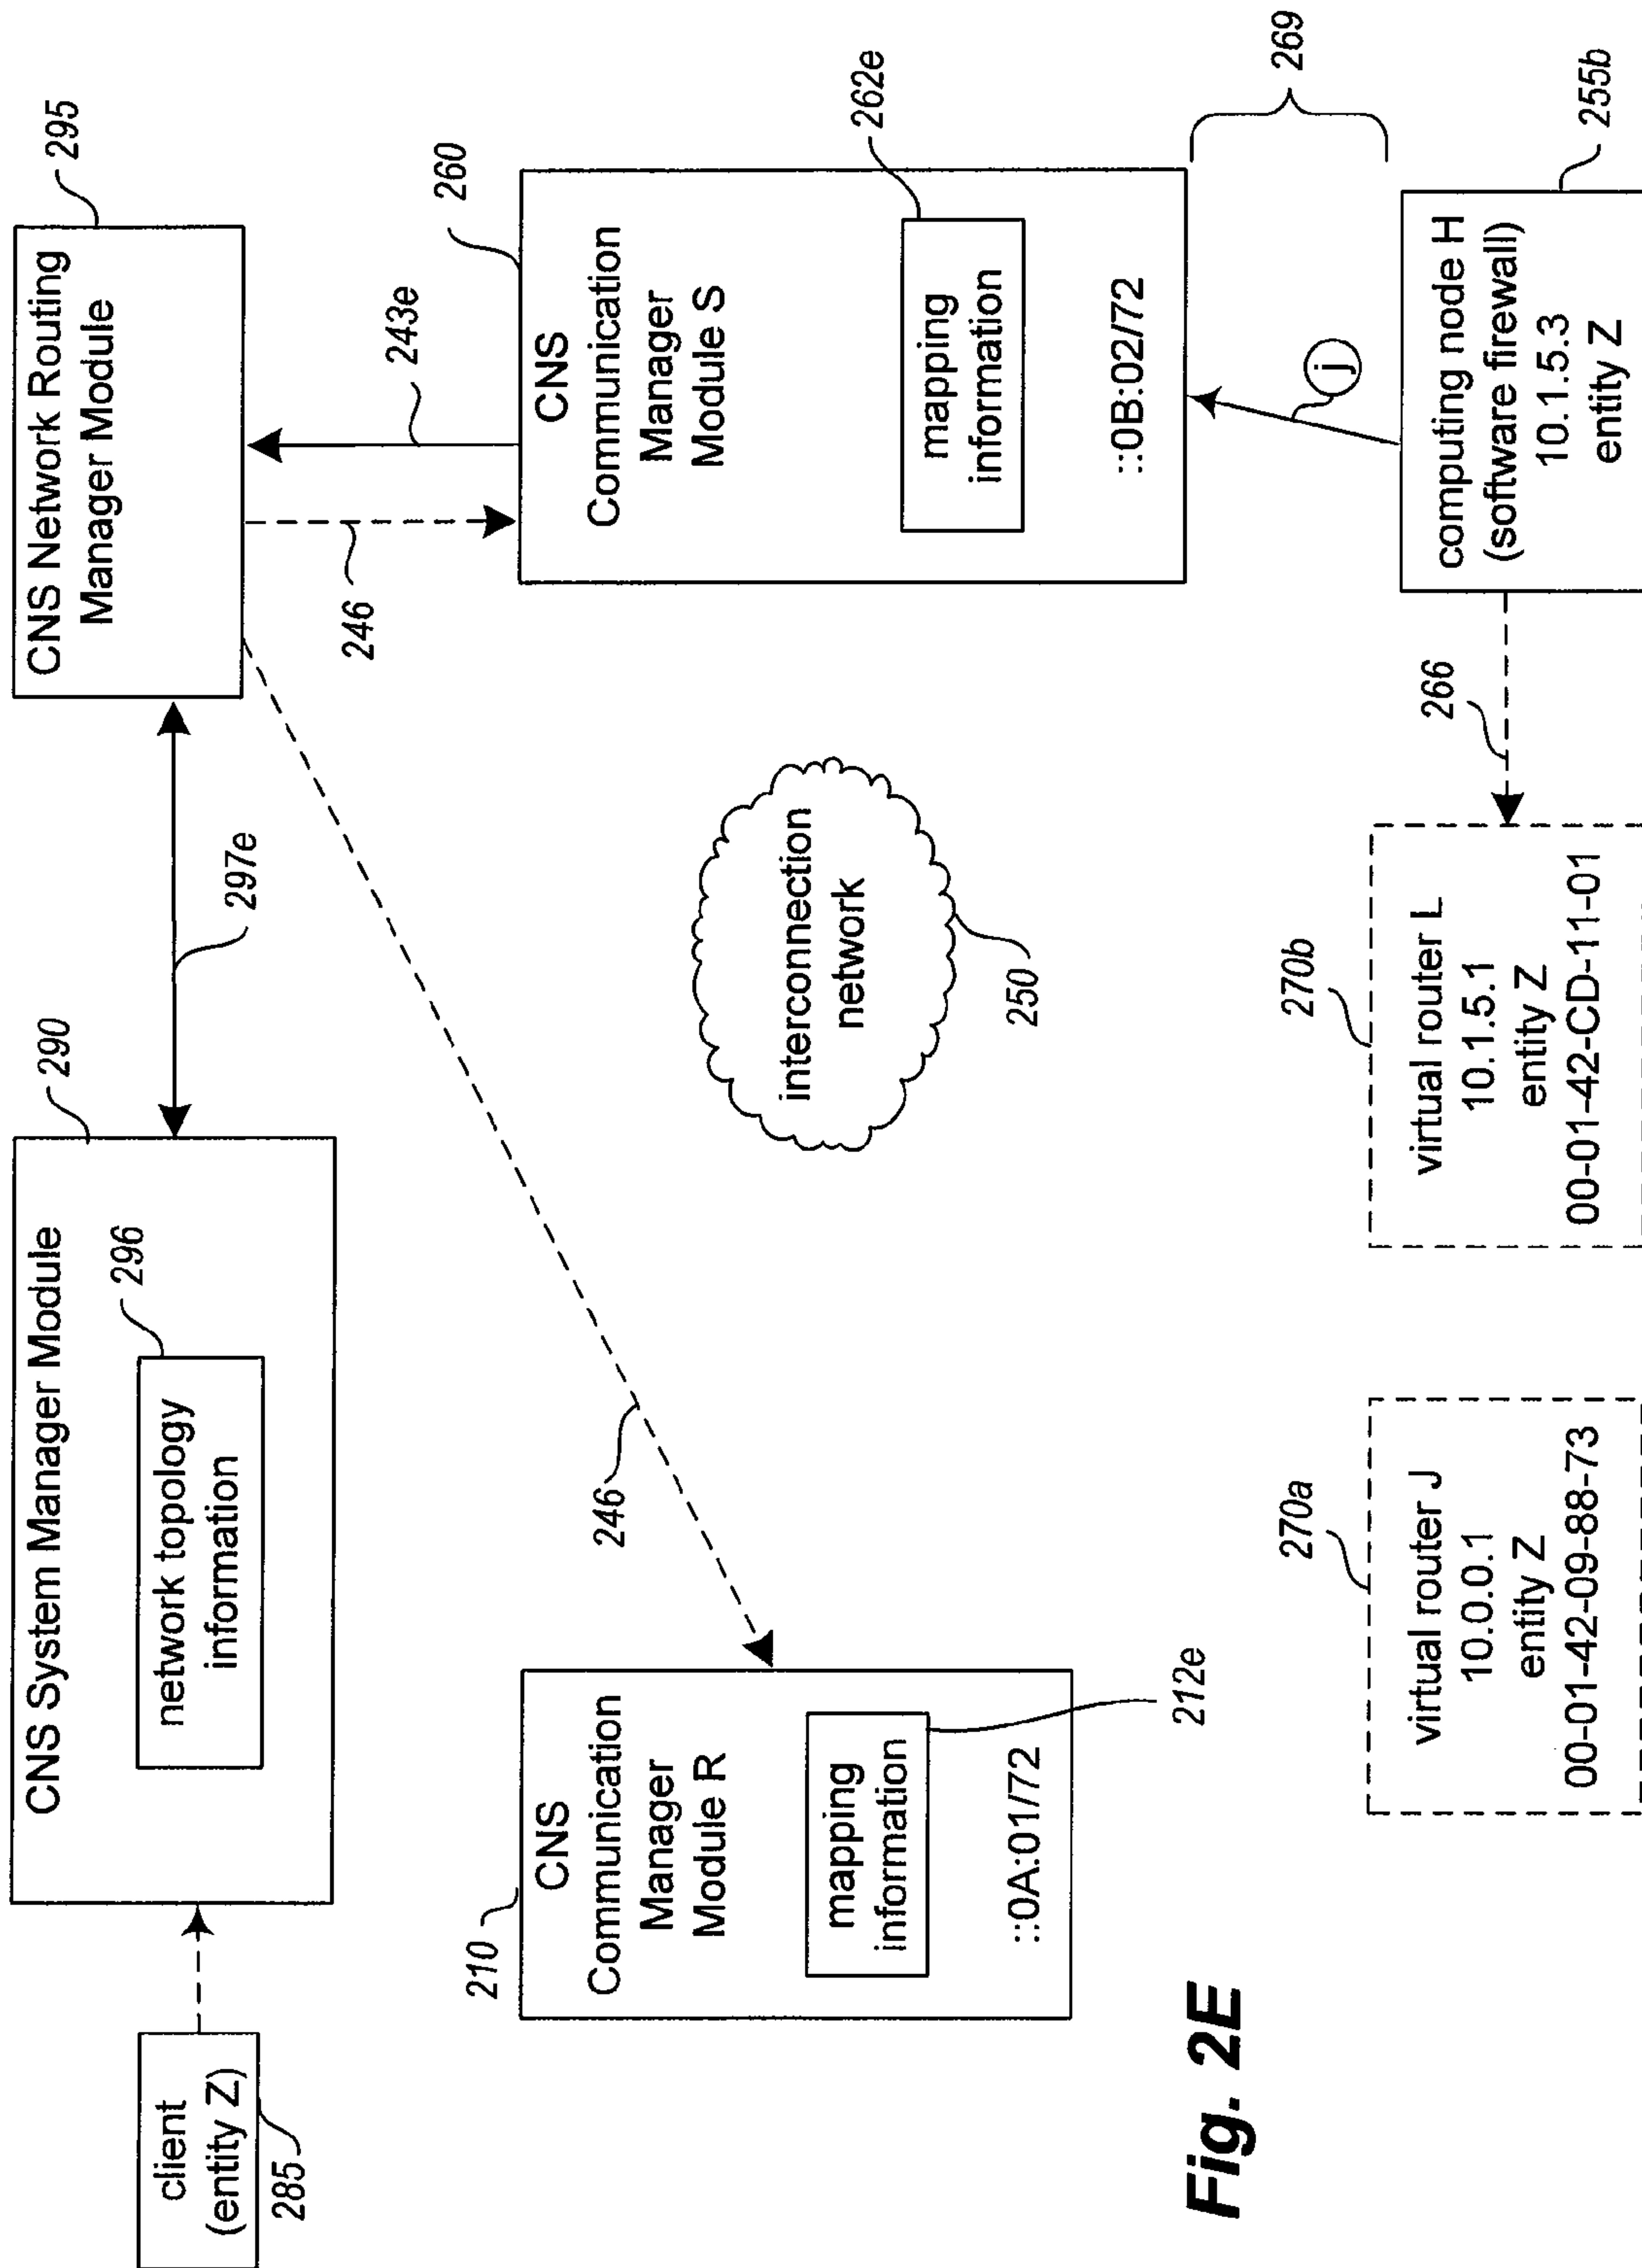 client
(entity Z)
285
CNS System Manager Module
290
network topology
information
296
297e
CNS Network Routing
Manager Module
295
210
CNS
Communication
Manager
Module R
mapping
information
212e
::0A:01/72
246
246
243e
CNS
Communication
Manager
Module S
260
mapping
information
262e
::0B:02/72
interconnection
network
250
269
j
270a
virtual router J
10.0.0.1
entity Z
00-01-42-09-88-73
270b
virtual router L
10.1.5.1
entity Z
00-01-42-CD-11-01
266
computing node H
(software firewall)
10.1.5.3
entity Z
255b
Fig. 2E